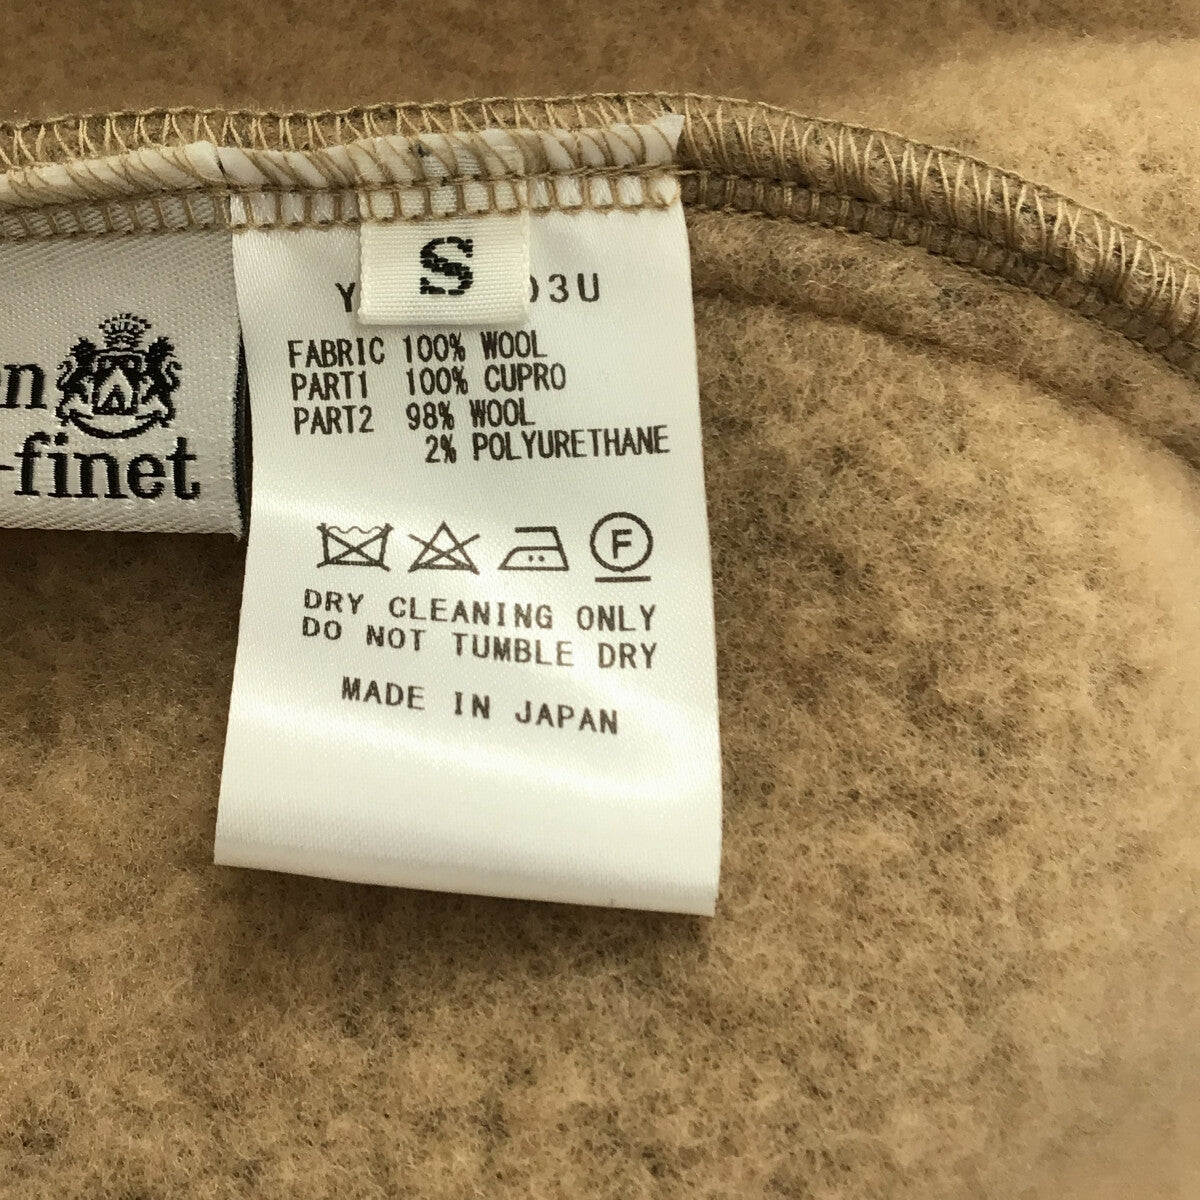 -finet
S
03U
FABRIC 100% WOOL
PART1 100% CUPRO
PART2 98% WOOL
2% POLYURETHANE
F
DRY CLEANING ONLY
DO NOT TUMBLE DRY
MADE IN JAPAN